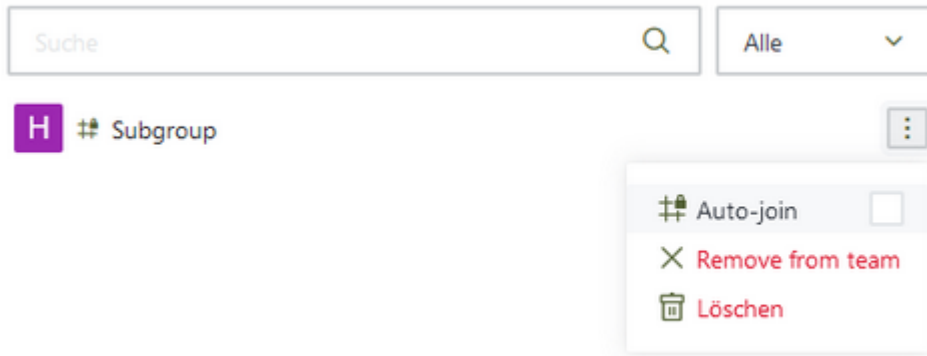 Suche
Alle
H Subgroup
Auto-join
Remove from team
Löschen